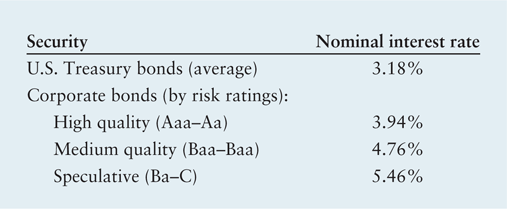 Security Nominal interest rate
U.S. Treasury bonds (average) 3.18%
Corporate bonds (by risk ratings):
High quality (Aaa–Aa) 3.94%
Medium quality (Baa–Baa) 4.76%
Speculative (Ba–C) 5.46%